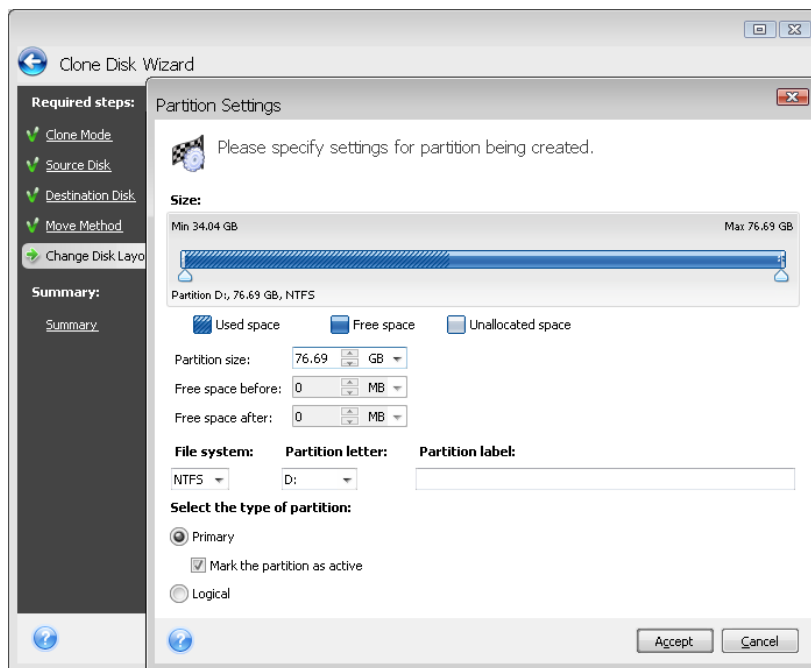 Clone Disk Wizard
Required steps:
Clone Mode
Source Disk
Destination Disk
Move Method
Change Disk Layo
Summary:
Summary
Partition Settings
Please specify settings for partition being created.
Size:
Min 34.04 GB Max 76.69 GB
Partition D:, 76.69 GB, NTFS
Used space Free space Unallocated space
Partition size: 76.69 GB
Free space before: 0 MB
Free space after: 0 MB
File system: Partition letter: Partition label:
NTFS D:
Select the type of partition:
Primary
Mark the partition as active
Logical
Accept Cancel